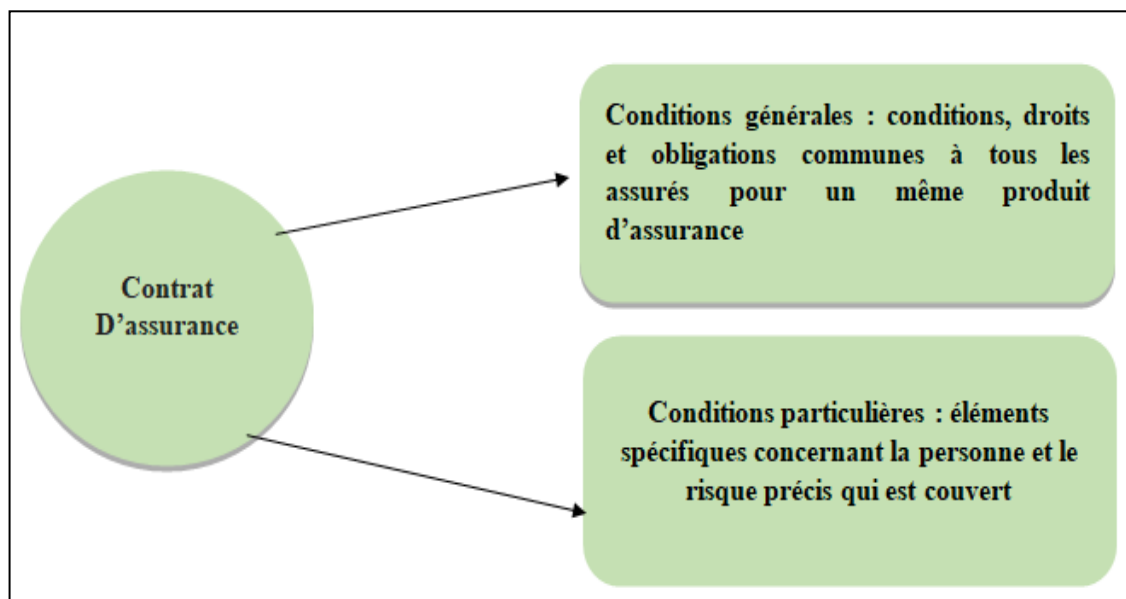 Contrat
D’assurance
Conditions générales : conditions, droits
et obligations communes à tous les
assurés pour un même produit
d’assurance
Conditions particulières : éléments
spécifiques concernant la personne et le
risque précis qui est couvert